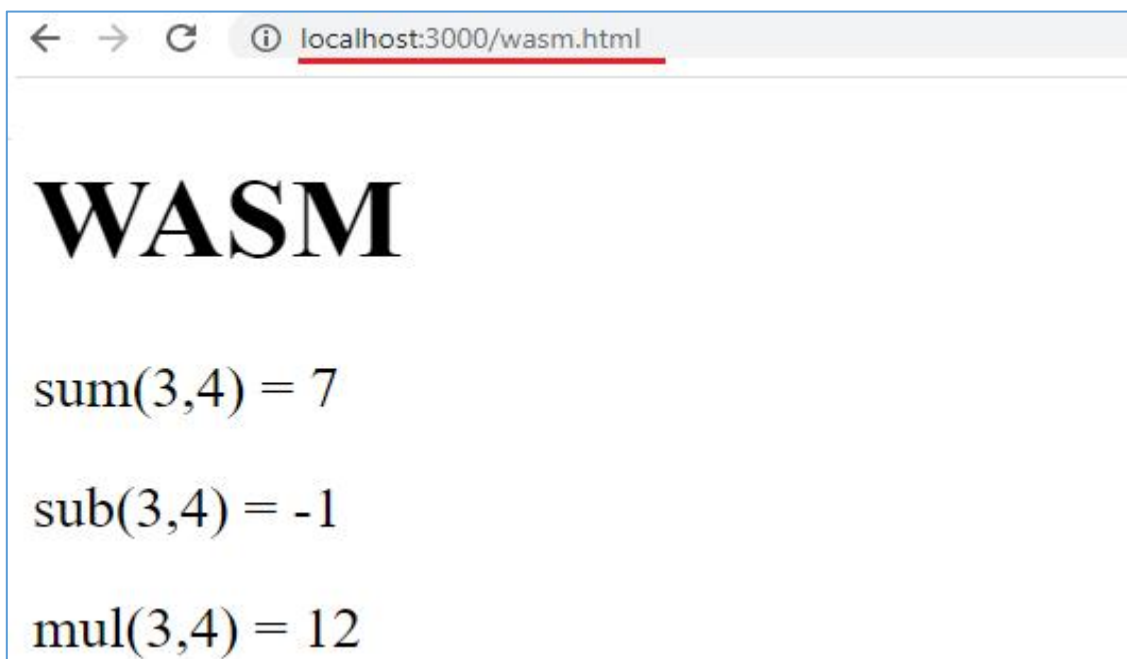 localhost:3000/wasm.html
WASM
sum(3,4) = 7
sub(3,4) = -1
mul(3,4) = 12